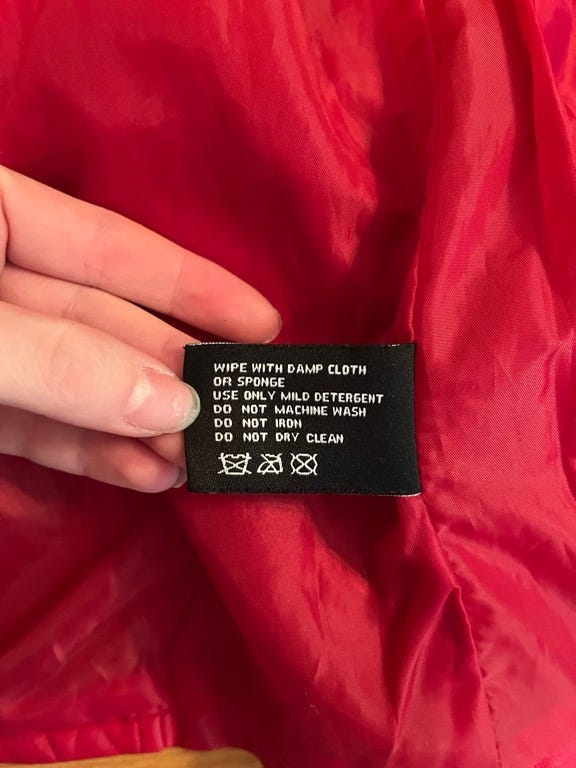 WIPE WITH DAMP CLOTH
OR SPONGE
USE ONLY MILD DETERGENT
DO NOT MACHINE WASH
DO NOT IRON
DO NOT DRY CLEAN